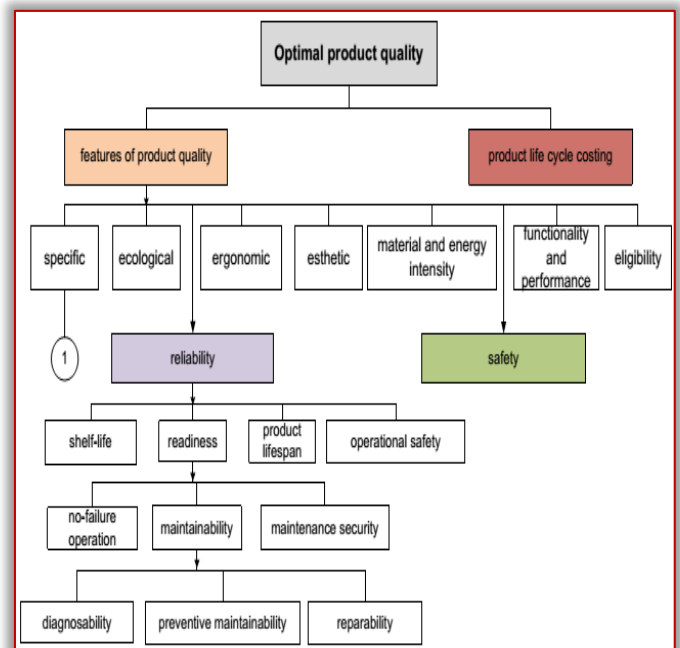 Optimal product quality
features of product quality
product life cycle costing
specific
ecological
ergonomic
esthetic
material and energy
intensity
functionality
and
performance
eligibility
1
reliability
safety
shelf-life
readiness
product
lifespan
operational safety
no-failure
operation
maintainability
maintenance security
diagnosability
preventive maintainability
reparability